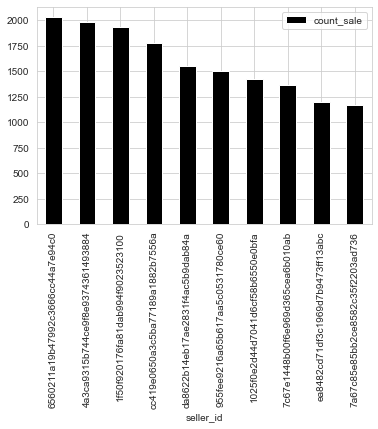 2000
1750
1500
1250
1000
750
500
250
0
count_sale
6560211a19b47992c3666cc44a7e94c0
4a3ca9315b744ce9f8e9374361493884
1f50f920176fa81dab994f9023523100
cc419e0650a3c5ba77189a1882b7556a
da8622b14eb17ae2831f4ac5b9dab84a
955fee9216a65b617aa5c0531780ce60
1025f0e2d44d7041d6cf58b6550e0bfa
7c67e1448b00f6e969d365cea6b010ab
ea8482cd71df3c1969d7b9473ff13abc
7a67c85e85bb2ce8582c35f2203ad736
seller_id